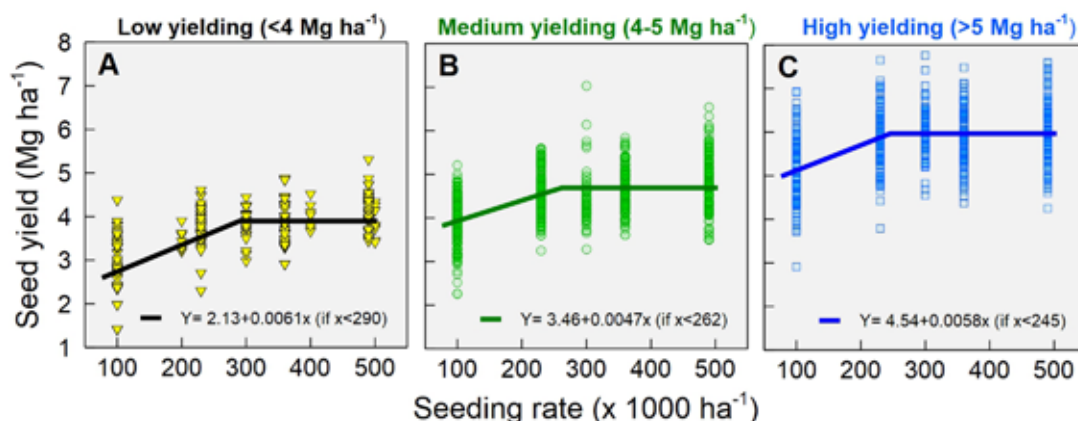 Low yielding (<4 Mg ha⁻¹)
Medium yielding (4-5 Mg ha⁻¹)
High yielding (>5 Mg ha⁻¹)
A
B
C
Seed yield (Mg ha⁻¹)
8
7
6
5
4
3
2
1
Y= 2.13+0.0061x (if x<290)
Y= 3.46+0.0047x (if x<262)
Y= 4.54+0.0058x (if x<245)
100 200 300 400 500
100 200 300 400 500
100 200 300 400 500
Seeding rate (x 1000 ha⁻¹)